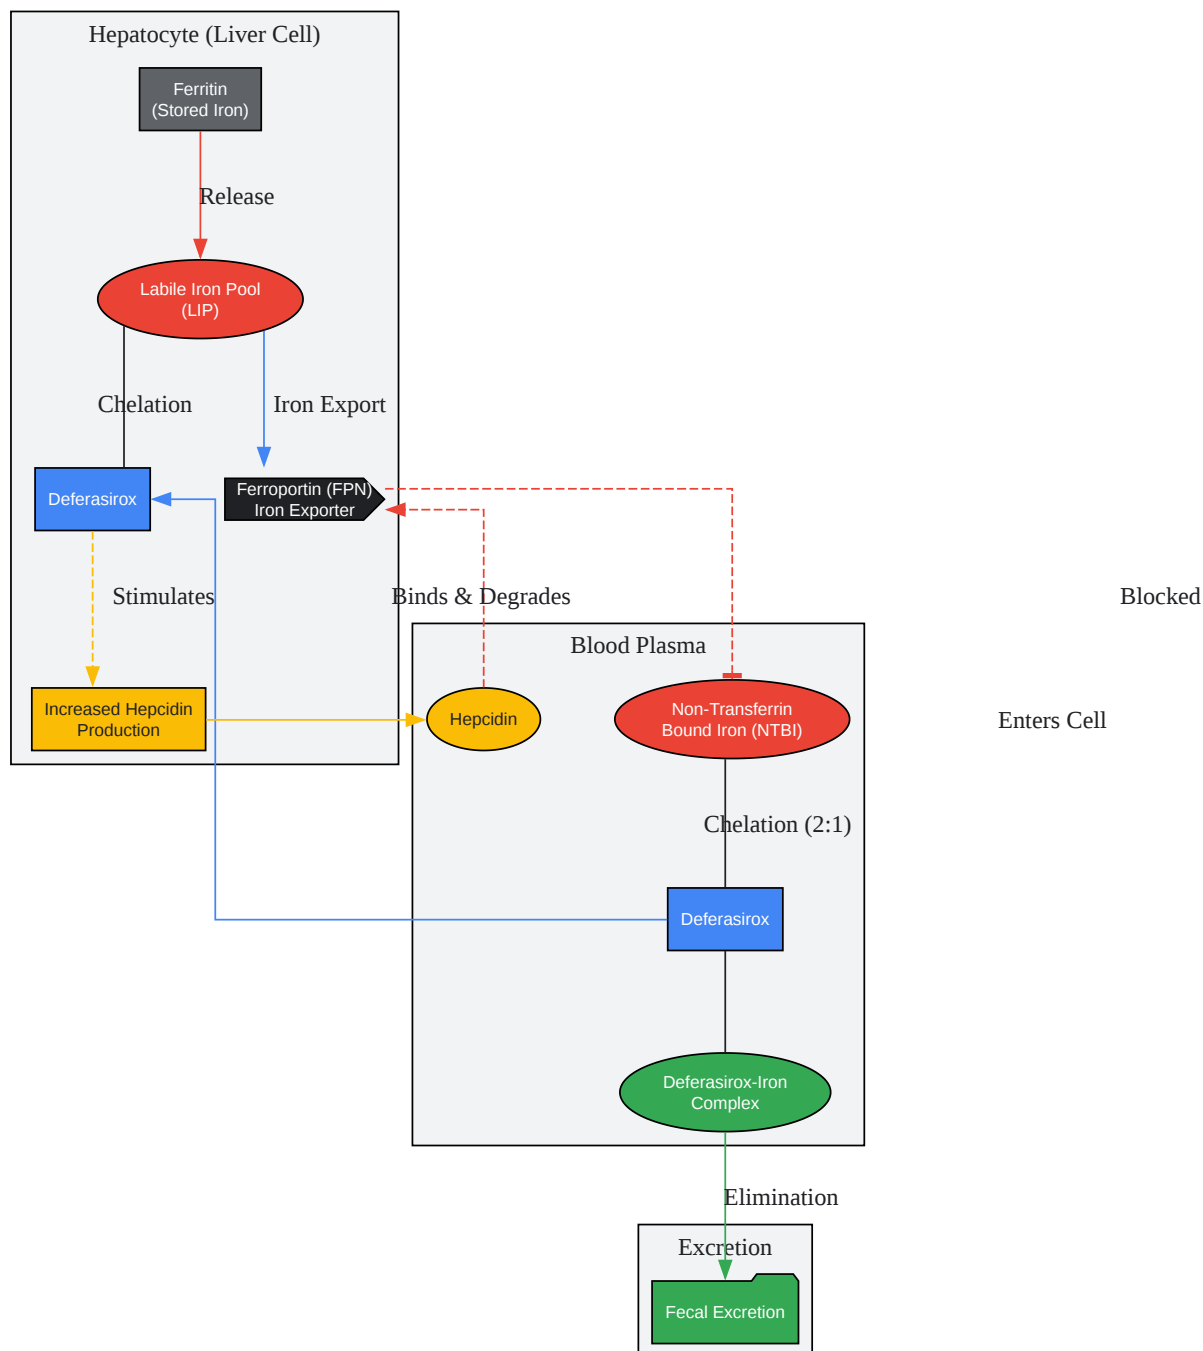 Hepatocyte (Liver Cell)
Ferritin
(Stored Iron)
Release
Labile Iron Pool
(LIP)
Chelation
Iron Export
Deferasirox
Ferroportin (FPN)
Iron Exporter
Stimulates
Binds & Degrades
Blocked
Blood Plasma
Increased Hepcidin
Production
Hepcidin
Non-Transferrin
Bound Iron (NTBI)
Enters Cell
Chelation (2:1)
Deferasirox
Deferasirox-Iron
Complex
Elimination
Excretion
Fecal Excretion